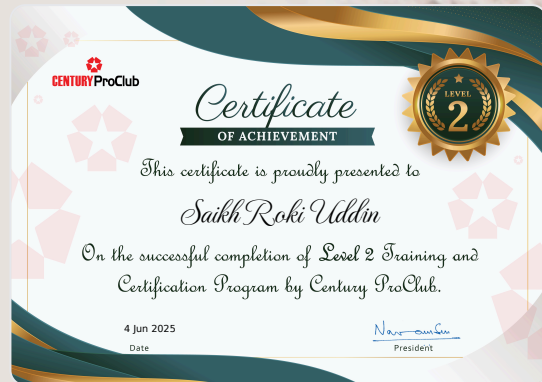 CENTURY ProClub
LEVEL
2
Certificate
OF ACHIEVEMENT
This certificate is proudly presented to
Saikh Roki Uddin
On the successful completion of Level 2 Training and
Certification Program by Century ProClub.
4 Jun 2025
Date
President